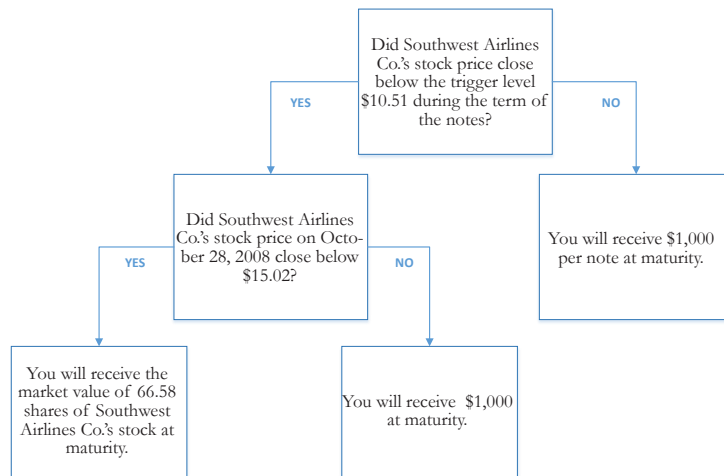 Did Southwest Airlines
Co.'s stock price close
below the trigger level
$10.51 during the term of
the notes?
YES
NO
Did Southwest Airlines
Co.'s stock price on Octo-
ber 28, 2008 close below
$15.02?
You will receive $1,000
per note at maturity.
YES
NO
You will receive the
market value of 66.58
shares of Southwest
Airlines Co.'s stock at
maturity.
You will receive $1,000
at maturity.